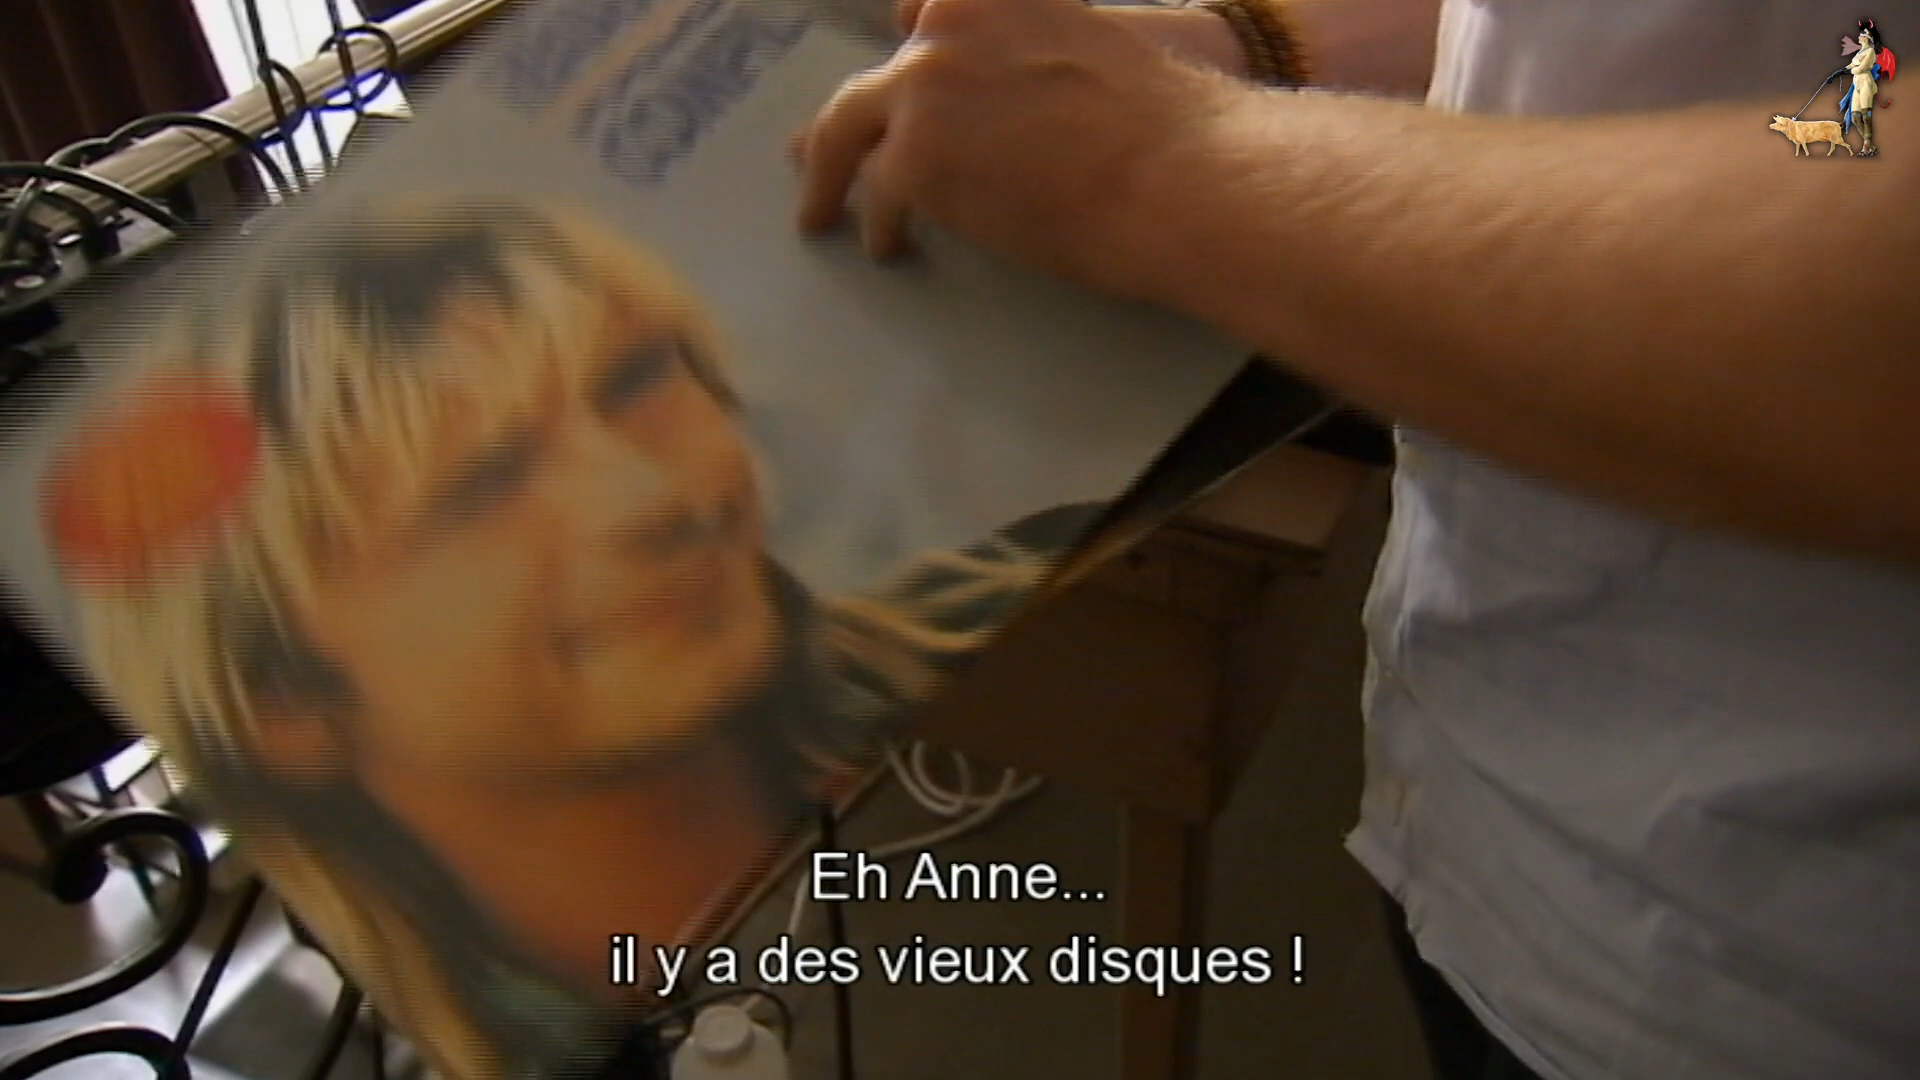 Eh Anne...
il y a des vieux disques !